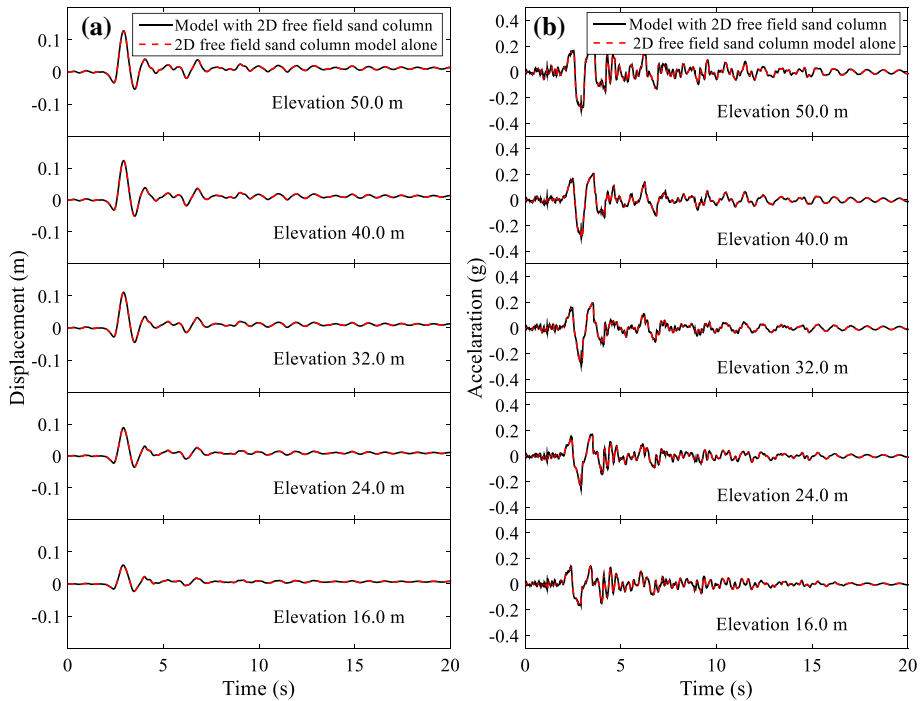 (a)
Model with 2D free field sand column
2D free field sand column model alone
0.1
0
-0.1
Elevation 50.0 m
0.1
0
-0.1
Elevation 40.0 m
0.1
0
-0.1
Elevation 32.0 m
0.1
0
-0.1
Elevation 24.0 m
0.1
0
-0.1
Elevation 16.0 m
0 5 10 15 20
Time (s)
Displacement (m)
(b)
Model with 2D free field sand column
2D free field sand column model alone
0.4
0.2
0
-0.2
-0.4
Elevation 50.0 m
0.4
0.2
0
-0.2
-0.4
Elevation 40.0 m
0.4
0.2
0
-0.2
-0.4
Elevation 32.0 m
0.4
0.2
0
-0.2
-0.4
Elevation 24.0 m
0.4
0.2
0
-0.2
-0.4
Elevation 16.0 m
0 5 10 15 20
Time (s)
Accelaration (g)